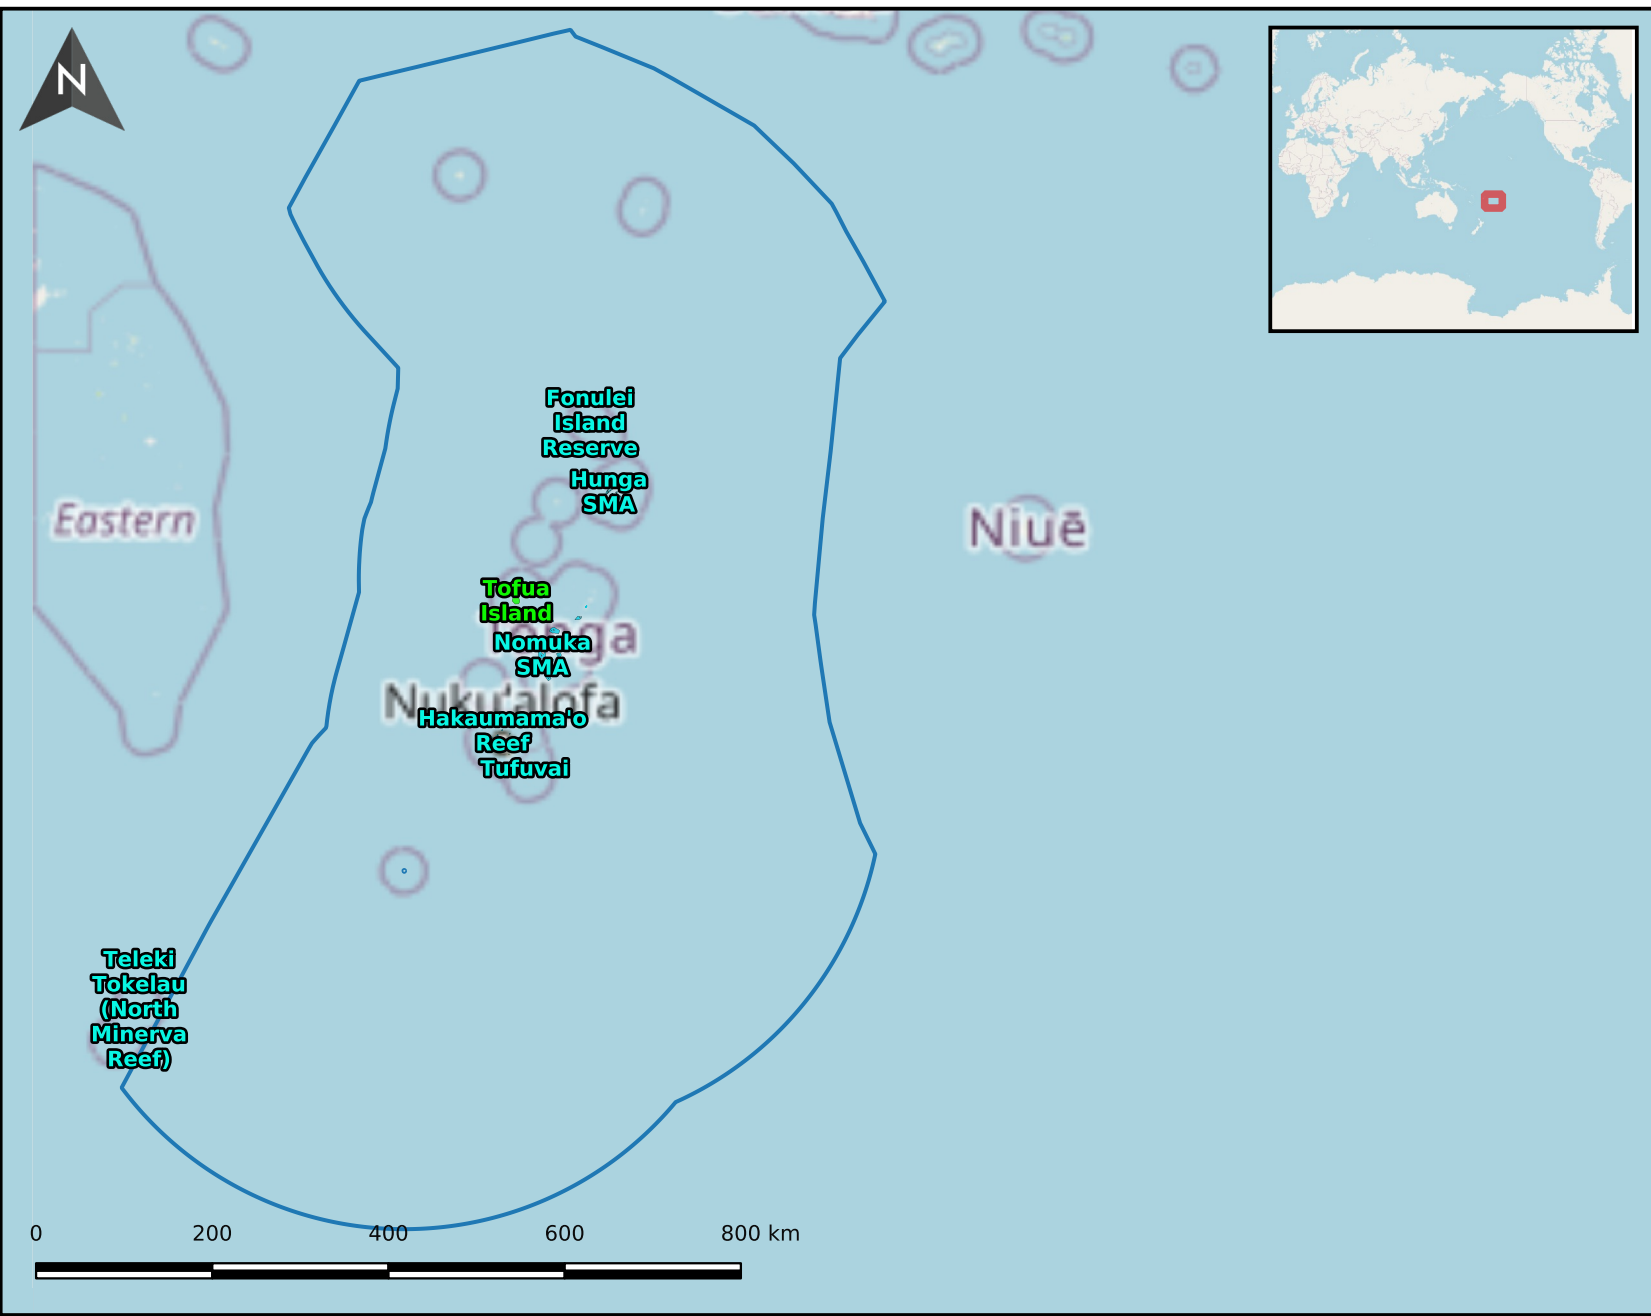 N
Fonulei
Island
Reserve
Hunga
SMA
Eastern
Niuē
Tofua
Island
Tonga
Nomuka
SMA
Nuku'alofa
Hakaumama'o
Reef
Tufuvai
Teleki
Tokelau
(North
Minerva
Reef)
0 200 400 600 800 km